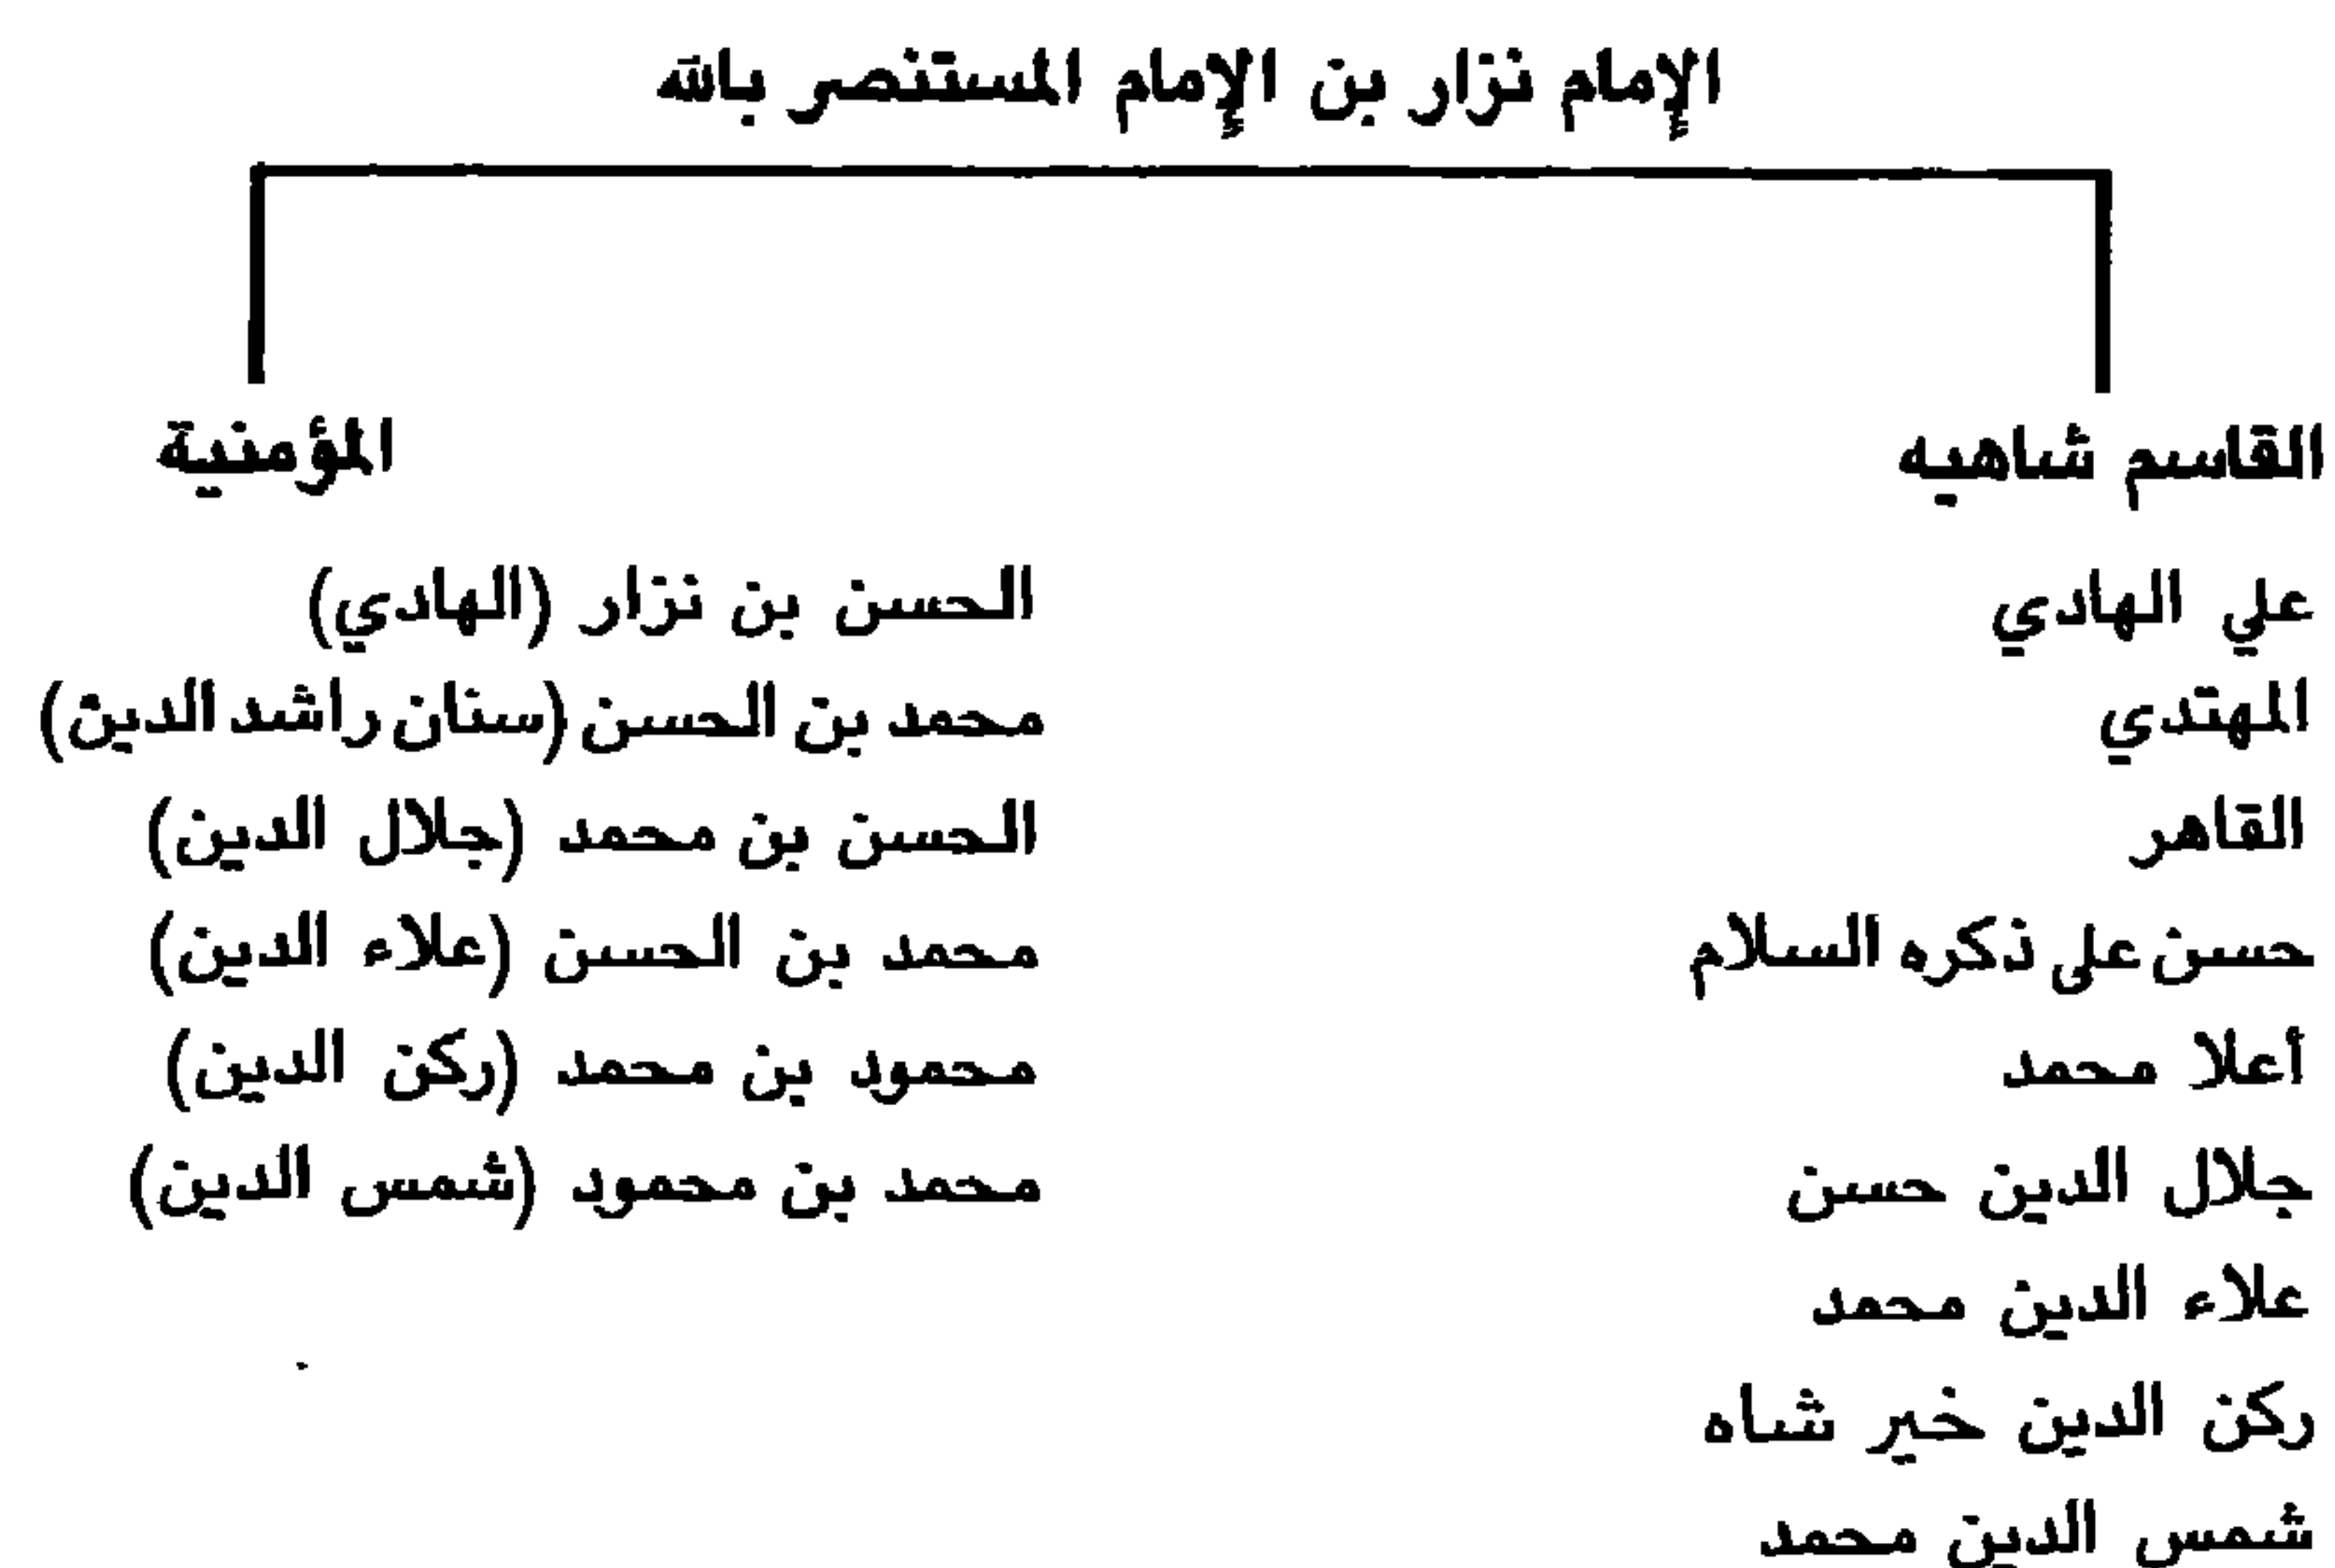 الإمام نزار بن الإمام المستنصر بالله
القاسم شاهيه
المؤمنية
علي الهادي
الحسن بن نزار (الهادي)
المهتدي
محمد بن الحسن (سنان راشد الدين)
القاهر
الحسن بن محمد (جلال الدين)
حسن على ذكره السلام
محمد بن الحسن (علاء الدين)
أعلا محمد
محمود بن محمد (ركن الدين)
جلال الدين حسن
محمد بن محمود (شمس الدين)
علاء الدين محمد
ركن الدين خير شاه
شمس الدين محمد